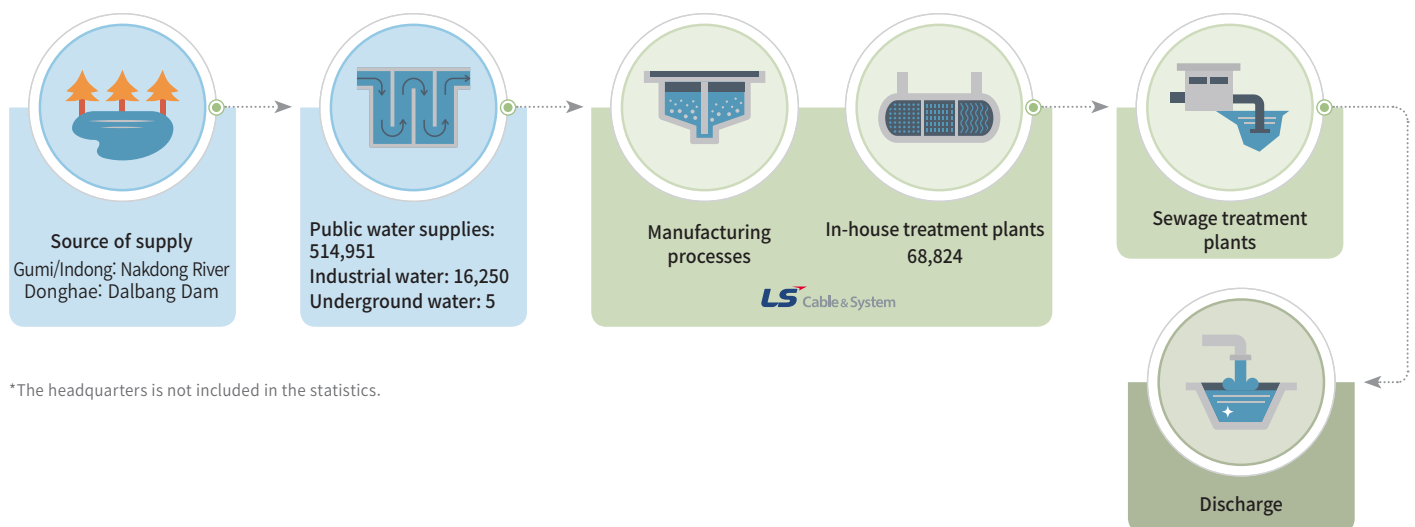 Source of supply
Gumi/Indong: Nakdong River
Donghae: Dalbang Dam
Public water supplies:
514,951
Industrial water: 16,250
Underground water: 5
Manufacturing
processes
In-house treatment plants
68,824
LS Cable & System
Sewage treatment
plants
Discharge
*The headquarters is not included in the statistics.